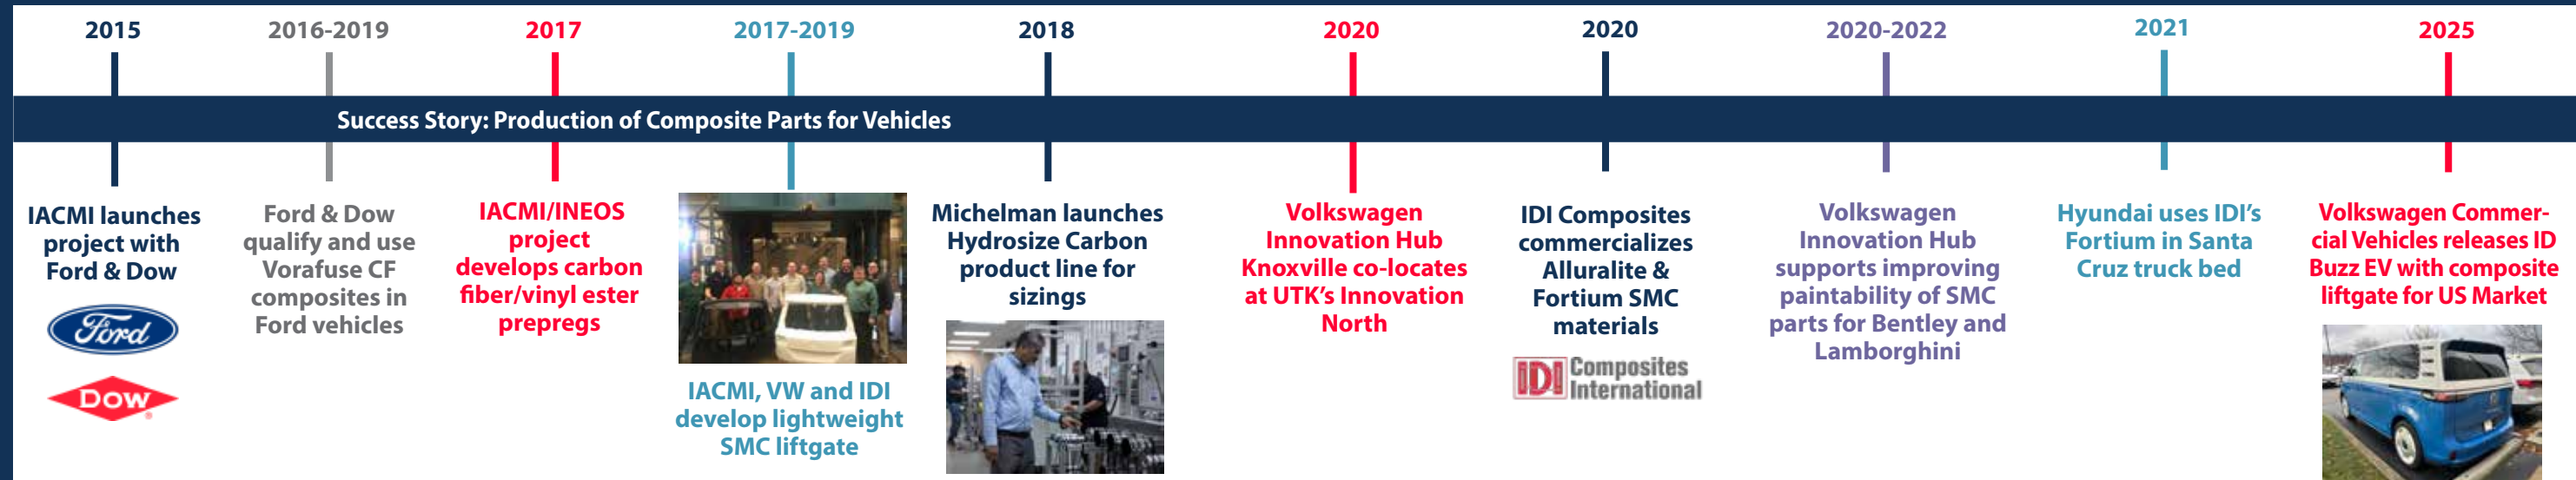 2015
2016-2019
2017
2017-2019
2018
2020
2020
2020-2022
2021
2025
Success Story: Production of Composite Parts for Vehicles
IACMI launches
project with
Ford & Dow
Ford
DOW
Ford & Dow
qualify and use
Vorafuse CF
composites in
Ford vehicles
IACMI/INEOS
project
develops carbon
fiber/vinyl ester
prepregs
IACMI, VW and IDI
develop lightweight
SMC liftgate
Michelman launches
Hydrosize Carbon
product line for
sizings
Volkswagen
Innovation Hub
Knoxville co-locates
at UTK’s Innovation
North
IDI Composites
commercializes
Alluralite &
Fortium SMC
materials
IDI Composites
International
Volkswagen
Innovation Hub
supports improving
paintability of SMC
parts for Bentley and
Lamborghini
Hyundai uses IDI’s
Fortium in Santa
Cruz truck bed
Volkswagen Commer-
cial Vehicles releases ID
Buzz EV with composite
liftgate for US Market